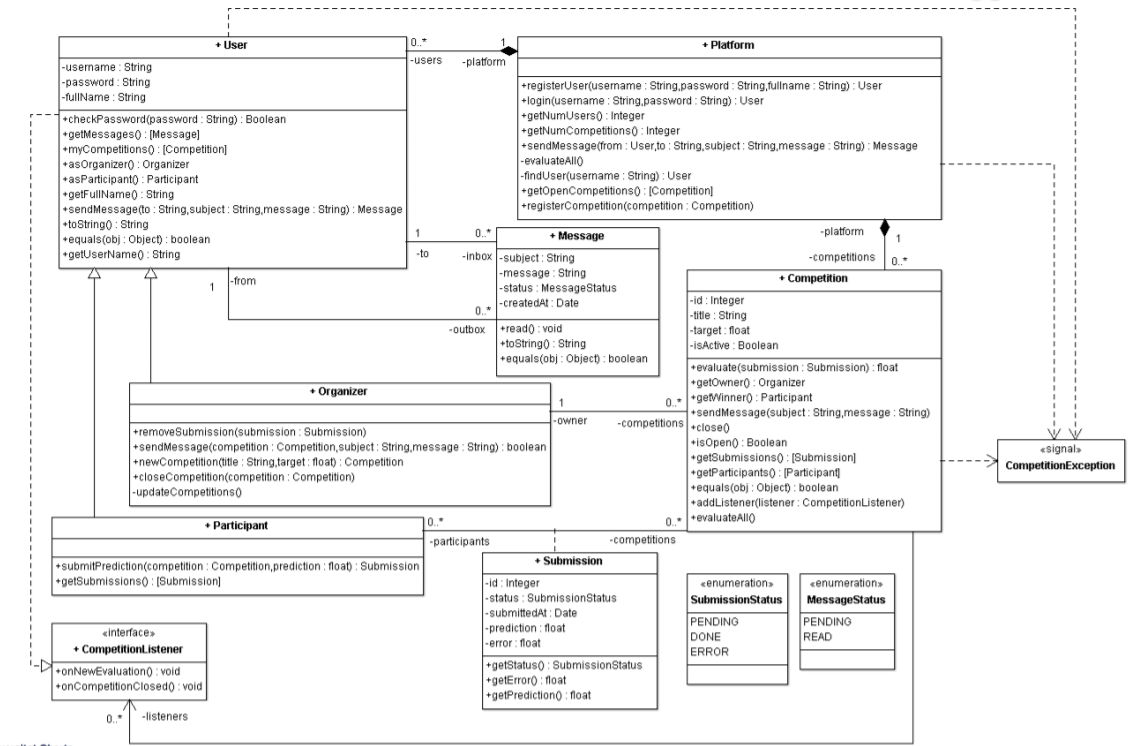 + User
-username : String
-password : String
-fullName : String
+checkPassword(password : String) : Boolean
+getMessages() : [Message]
+myCompetitions() : [Competition]
+asOrganizer() : Organizer
+asParticipant() : Participant
+getFullName() : String
+sendMessage(to : String,subject : String,message : String) : Message
+toString() : String
+equals(obj : Object) : boolean
+getUserName() : String
0..*
1
-users
-platform
+ Platform
+registerUser(username : String,password : String,fullname : String) : User
+login(username : String,password : String) : User
+getNumUsers() : Integer
+getNumCompetitions() : Integer
+sendMessage(from : User,to : String,subject : String,message : String) : Message
-evaluateAll()
-findUser(username : String) : User
+getOpenCompetitions() : [Competition]
+registerCompetition(competition : Competition)
1
0..*
-to
-inbox
+ Message
-subject : String
-message : String
-status : MessageStatus
-createdAt : Date
+read() : void
+toString() : String
+equals(obj : Object) : boolean
1
-from
0..*
-outbox
-platform
1
-competitions
0..*
+ Competition
-id : Integer
-title : String
-target : float
-isActive : Boolean
+evaluate(submission : Submission) : float
+getOwner() : Organizer
+getWinner() : Participant
+sendMessage(subject : String,message : String)
+close()
+isOpen() : Boolean
+getSubmissions() : [Submission]
+getParticipants() : [Participant]
+equals(obj : Object) : boolean
+addListener(listener : CompetitionListener)
+evaluateAll()
+ Organizer
+removeSubmission(submission : Submission)
+sendMessage(competition : Competition,subject : String,message : String) : boolean
+newCompetition(title : String,target : float) : Competition
+closeCompetition(competition : Competition)
-updateCompetitions()
1
0..*
-owner
-competitions
«signal»
CompetitionException
+ Participant
+submitPrediction(competition : Competition,prediction : float) : Submission
+getSubmissions() : [Submission]
0..*
0..*
-participants
-competitions
+ Submission
-id : Integer
-status : SubmissionStatus
-submittedAt : Date
-prediction : float
-error : float
+getStatus() : SubmissionStatus
+getError() : float
+getPrediction() : float
«enumeration»
SubmissionStatus
PENDING
DONE
ERROR
«enumeration»
MessageStatus
PENDING
READ
«interface»
+ CompetitionListener
+onNewEvaluation() : void
+onCompetitionClosed() : void
0..*
-listeners